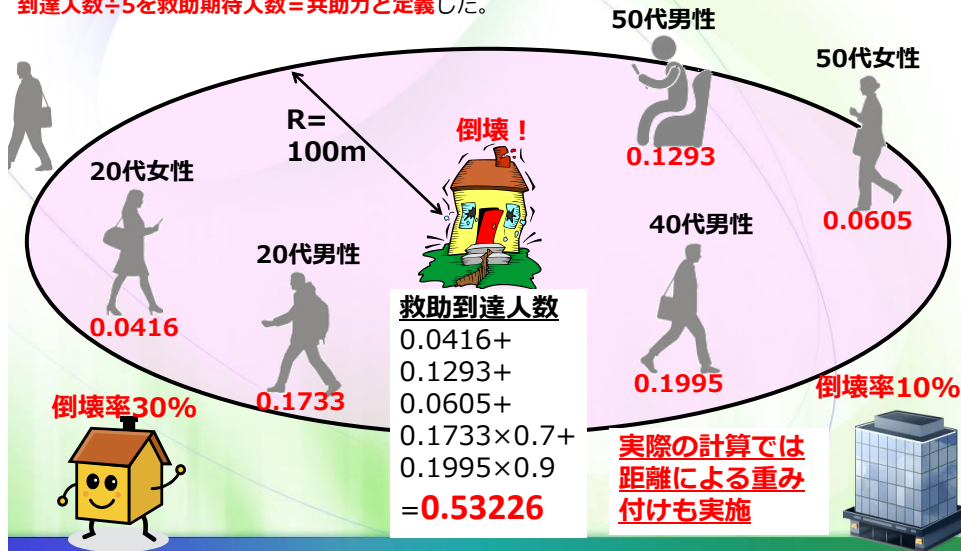 到達人数÷5を救助期待人数＝共助力と定義した。
50代男性
50代女性
R=
100m
倒壊！
20代女性
0.1293
0.0605
20代男性
40代男性
0.0416
0.1733
0.1995
救助到達人数
0.0416+
0.1293+
0.0605+
0.1733×0.7+
0.1995×0.9
=0.53226
倒壊率30%
倒壊率10%
実際の計算では
距離による重み
付けも実施